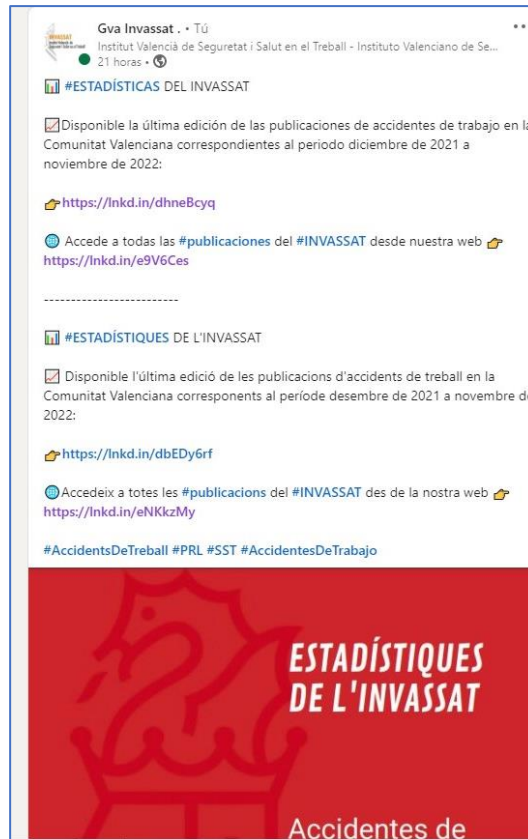 Gva Invassat . • Tú
Institut Valencià de Seguretat i Salut en el Treball - Instituto Valenciano de Se...
21 horas •
#ESTADÍSTICAS DEL INVASSAT
Disponible la última edición de las publicaciones de accidentes de trabajo en la
Comunitat Valenciana correspondientes al periodo diciembre de 2021 a
noviembre de 2022:
👉https://lnkd.in/dhneBcyq
🌐 Accede a todas las #publicaciones del #INVASSAT desde nuestra web 👉
https://lnkd.in/e9V6Ces
-------------------------
📊 #ESTADÍSTIQUES DE L'INVASSAT
📈 Disponible l'última edició de les publicacions d'accidents de treball en la
Comunitat Valenciana corresponents al període desembre de 2021 a novembre de
2022:
👉https://lnkd.in/dbEDy6rf
🌐Accedeix a totes les #publicacions del #INVASSAT des de la nostra web 👉
https://lnkd.in/eNKkzMy
#AccidentsDeTreball #PRL #SST #AccidentesDeTrabajo
ESTADÍSTIQUES
DE L'INVASSAT
Accidentes de